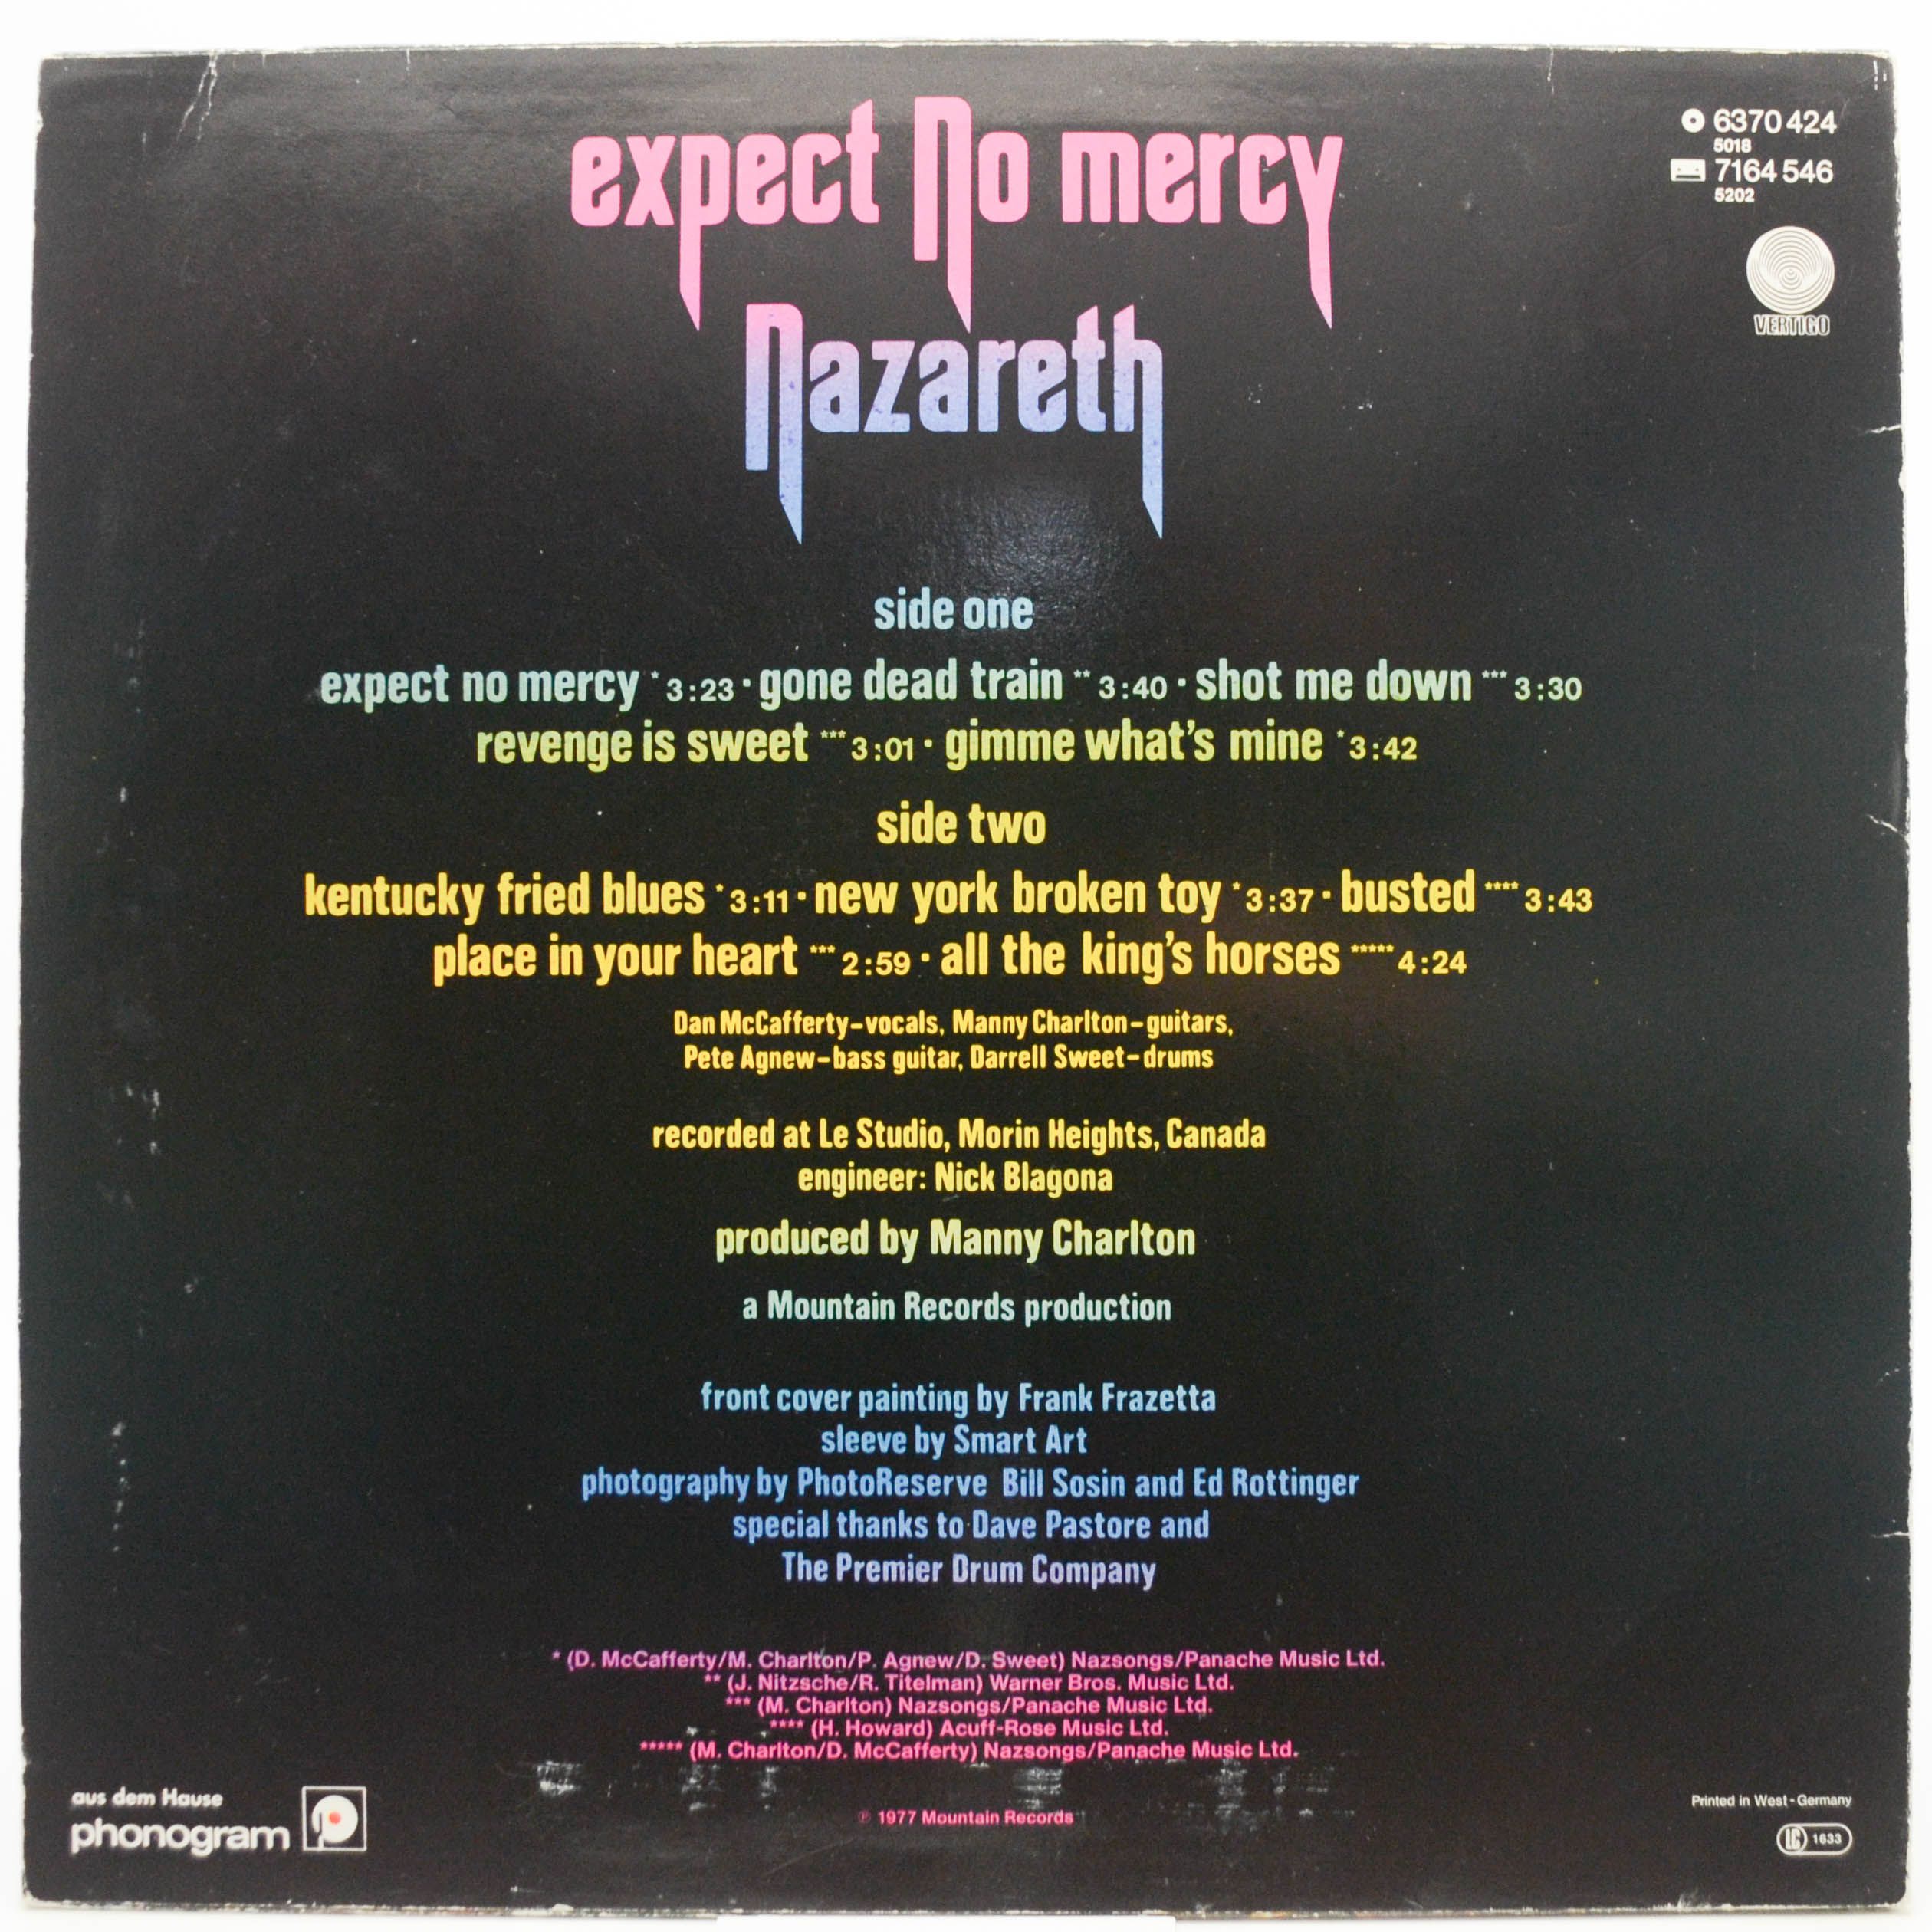 expect No mercy
Nazareth
6370 424
5018
7164 546
5202
VERTIGO
side one
expect no mercy * 3:23 · gone dead train ** 3:40 · shot me down *** 3:30
revenge is sweet *** 3:01 · gimme what's mine * 3:42
side two
kentucky fried blues * 3:11 · new york broken toy * 3:37 · busted **** 3:43
place in your heart *** 2:59 · all the king's horses ***** 4:24
Dan McCafferty–vocals, Manny Charlton–guitars,
Pete Agnew–bass guitar, Darrell Sweet–drums
recorded at Le Studio, Morin Heights, Canada
engineer: Nick Blagona
produced by Manny Charlton
a Mountain Records production
front cover painting by Frank Frazetta
sleeve by Smart Art
photography by PhotoReserve Bill Sosin and Ed Rottinger
special thanks to Dave Pastore and
The Premier Drum Company
* (D. McCafferty/M. Charlton/P. Agnew/D. Sweet) Nazsongs/Panache Music Ltd.
** (J. Nitzsche/R. Titelman) Warner Bros. Music Ltd.
*** (M. Charlton) Nazsongs/Panache Music Ltd.
**** (H. Howard) Acuff-Rose Music Ltd.
***** (M. Charlton/D. McCafferty) Nazsongs/Panache Music Ltd.
℗ 1977 Mountain Records
aus dem Hause
phonogram
p
Printed in West-Germany
LC 1633